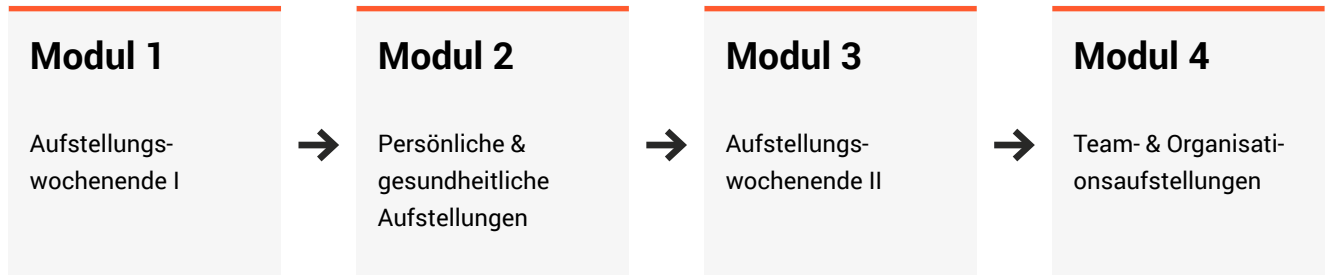 Modul 1
Aufstellungs-
wochenende I
Modul 2
Persönliche &
gesundheitliche
Aufstellungen
Modul 3
Aufstellungs-
wochenende II
Modul 4
Team- & Organisati-
onsaufstellungen